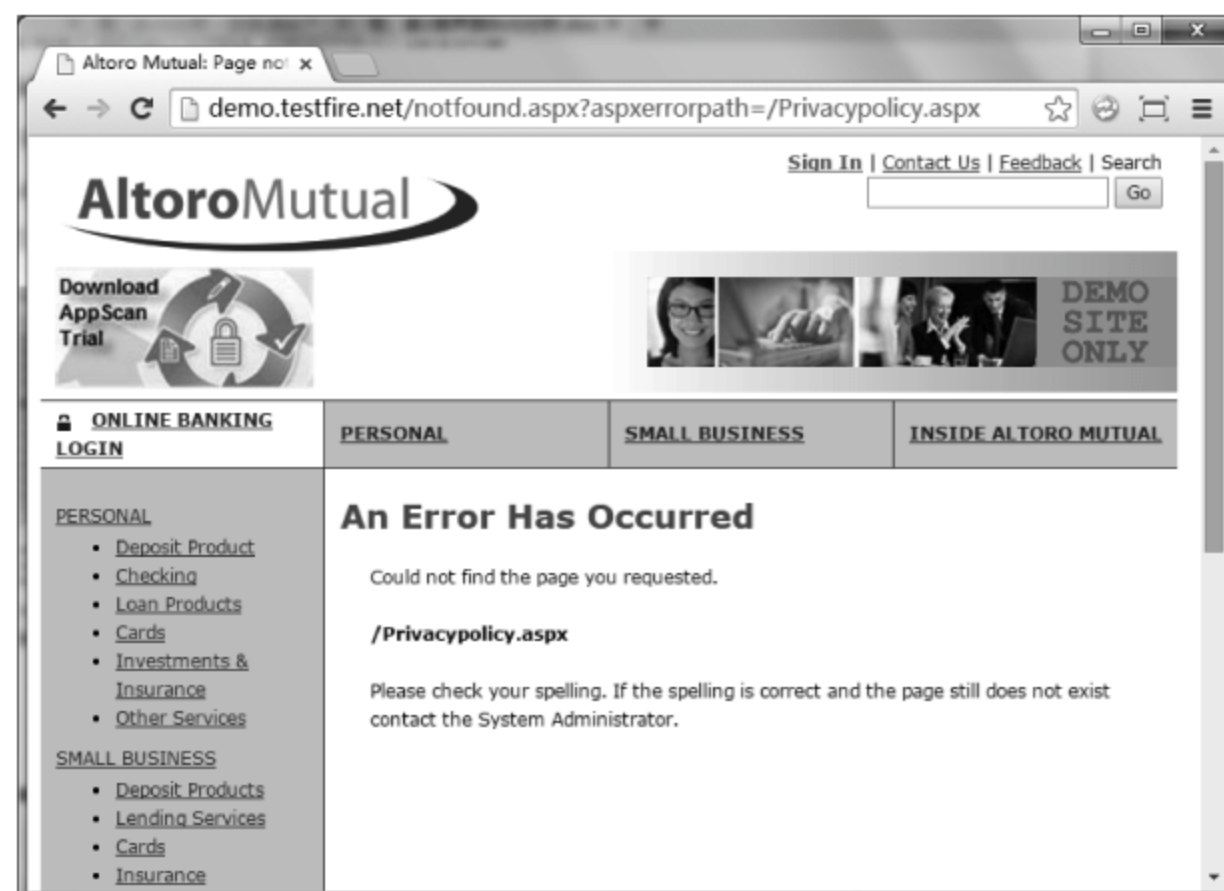 Altoro Mutual: Page not
demo.testfire.net/notfound.aspx?aspxerrorpath=/Privacypolicy.aspx
Sign In | Contact Us | Feedback | Search
Go
AltoroMutual
Download
AppScan
Trial
DEMO
SITE
ONLY
ONLINE BANKING
LOGIN
PERSONAL
SMALL BUSINESS
INSIDE ALTORO MUTUAL
PERSONAL
• Deposit Product
• Checking
• Loan Products
• Cards
• Investments &
Insurance
• Other Services
SMALL BUSINESS
• Deposit Products
• Lending Services
• Cards
• Insurance
An Error Has Occurred
Could not find the page you requested.
/Privacypolicy.aspx
Please check your spelling. If the spelling is correct and the page still does not exist
contact the System Administrator.